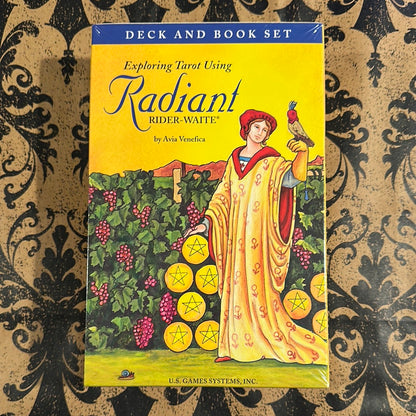 DECK AND BOOK SET
Exploring Tarot Using
Radiant
RIDER-WAITE®
by Avia Venefica
U.S. GAMES SYSTEMS, INC.